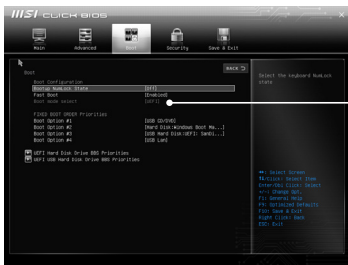 MSI CLICK BIOS
Main
Advanced
Boot
Security
Save & Exit
Back
Boot
Boot Configuration
Bootup NumLock State [Off]
Fast Boot [Enabled]
Boot mode select [UEFI]
FIXED BOOT ORDER Priorities
Boot Option #1 [USB CD/DVD]
Boot Option #2 [Hard Disk:Windows Boot Ma...]
Boot Option #3 [USB Hard Disk:UEFI: Sandi...]
Boot Option #4 [USB Lan]
UEFI Hard Disk Drive BBS Priorities
UEFI USB Hard Disk Drive BBS Priorities
Select the keyboard NumLock
state
: Select Screen
/Click: Select Item
Enter/Dbl Click: Select
+/-: Change Opt.
F1: General Help
F9: Optimized Defaults
F10: Save & Exit
Right Click: Back
ESC: Exit